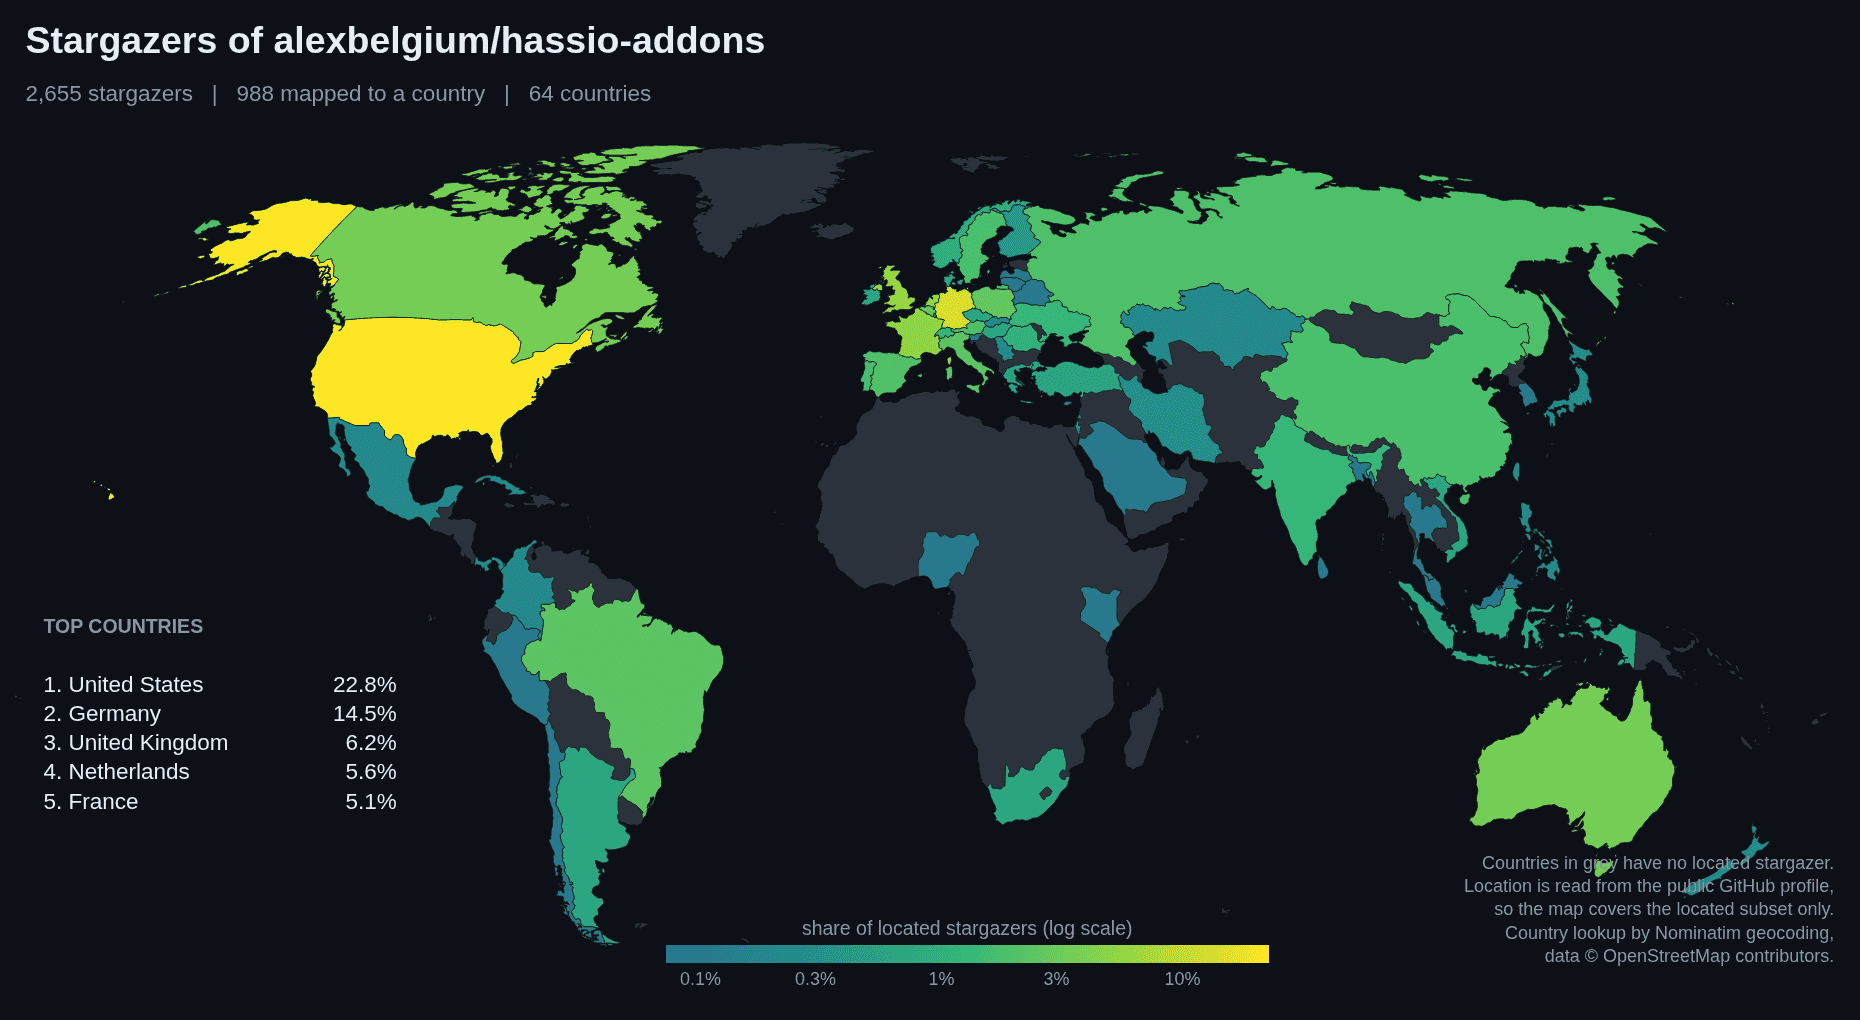 Stargazers of alexbelgium/hassio-addons
2,655 stargazers | 988 mapped to a country | 64 countries
TOP COUNTRIES
1. United States 22.8%
2. Germany 14.5%
3. United Kingdom 6.2%
4. Netherlands 5.6%
5. France 5.1%
Countries in grey have no located stargazer.
Location is read from the public GitHub profile,
so the map covers the located subset only.
Country lookup by Nominatim geocoding,
data © OpenStreetMap contributors.
share of located stargazers (log scale)
0.1% 0.3% 1% 3% 10%